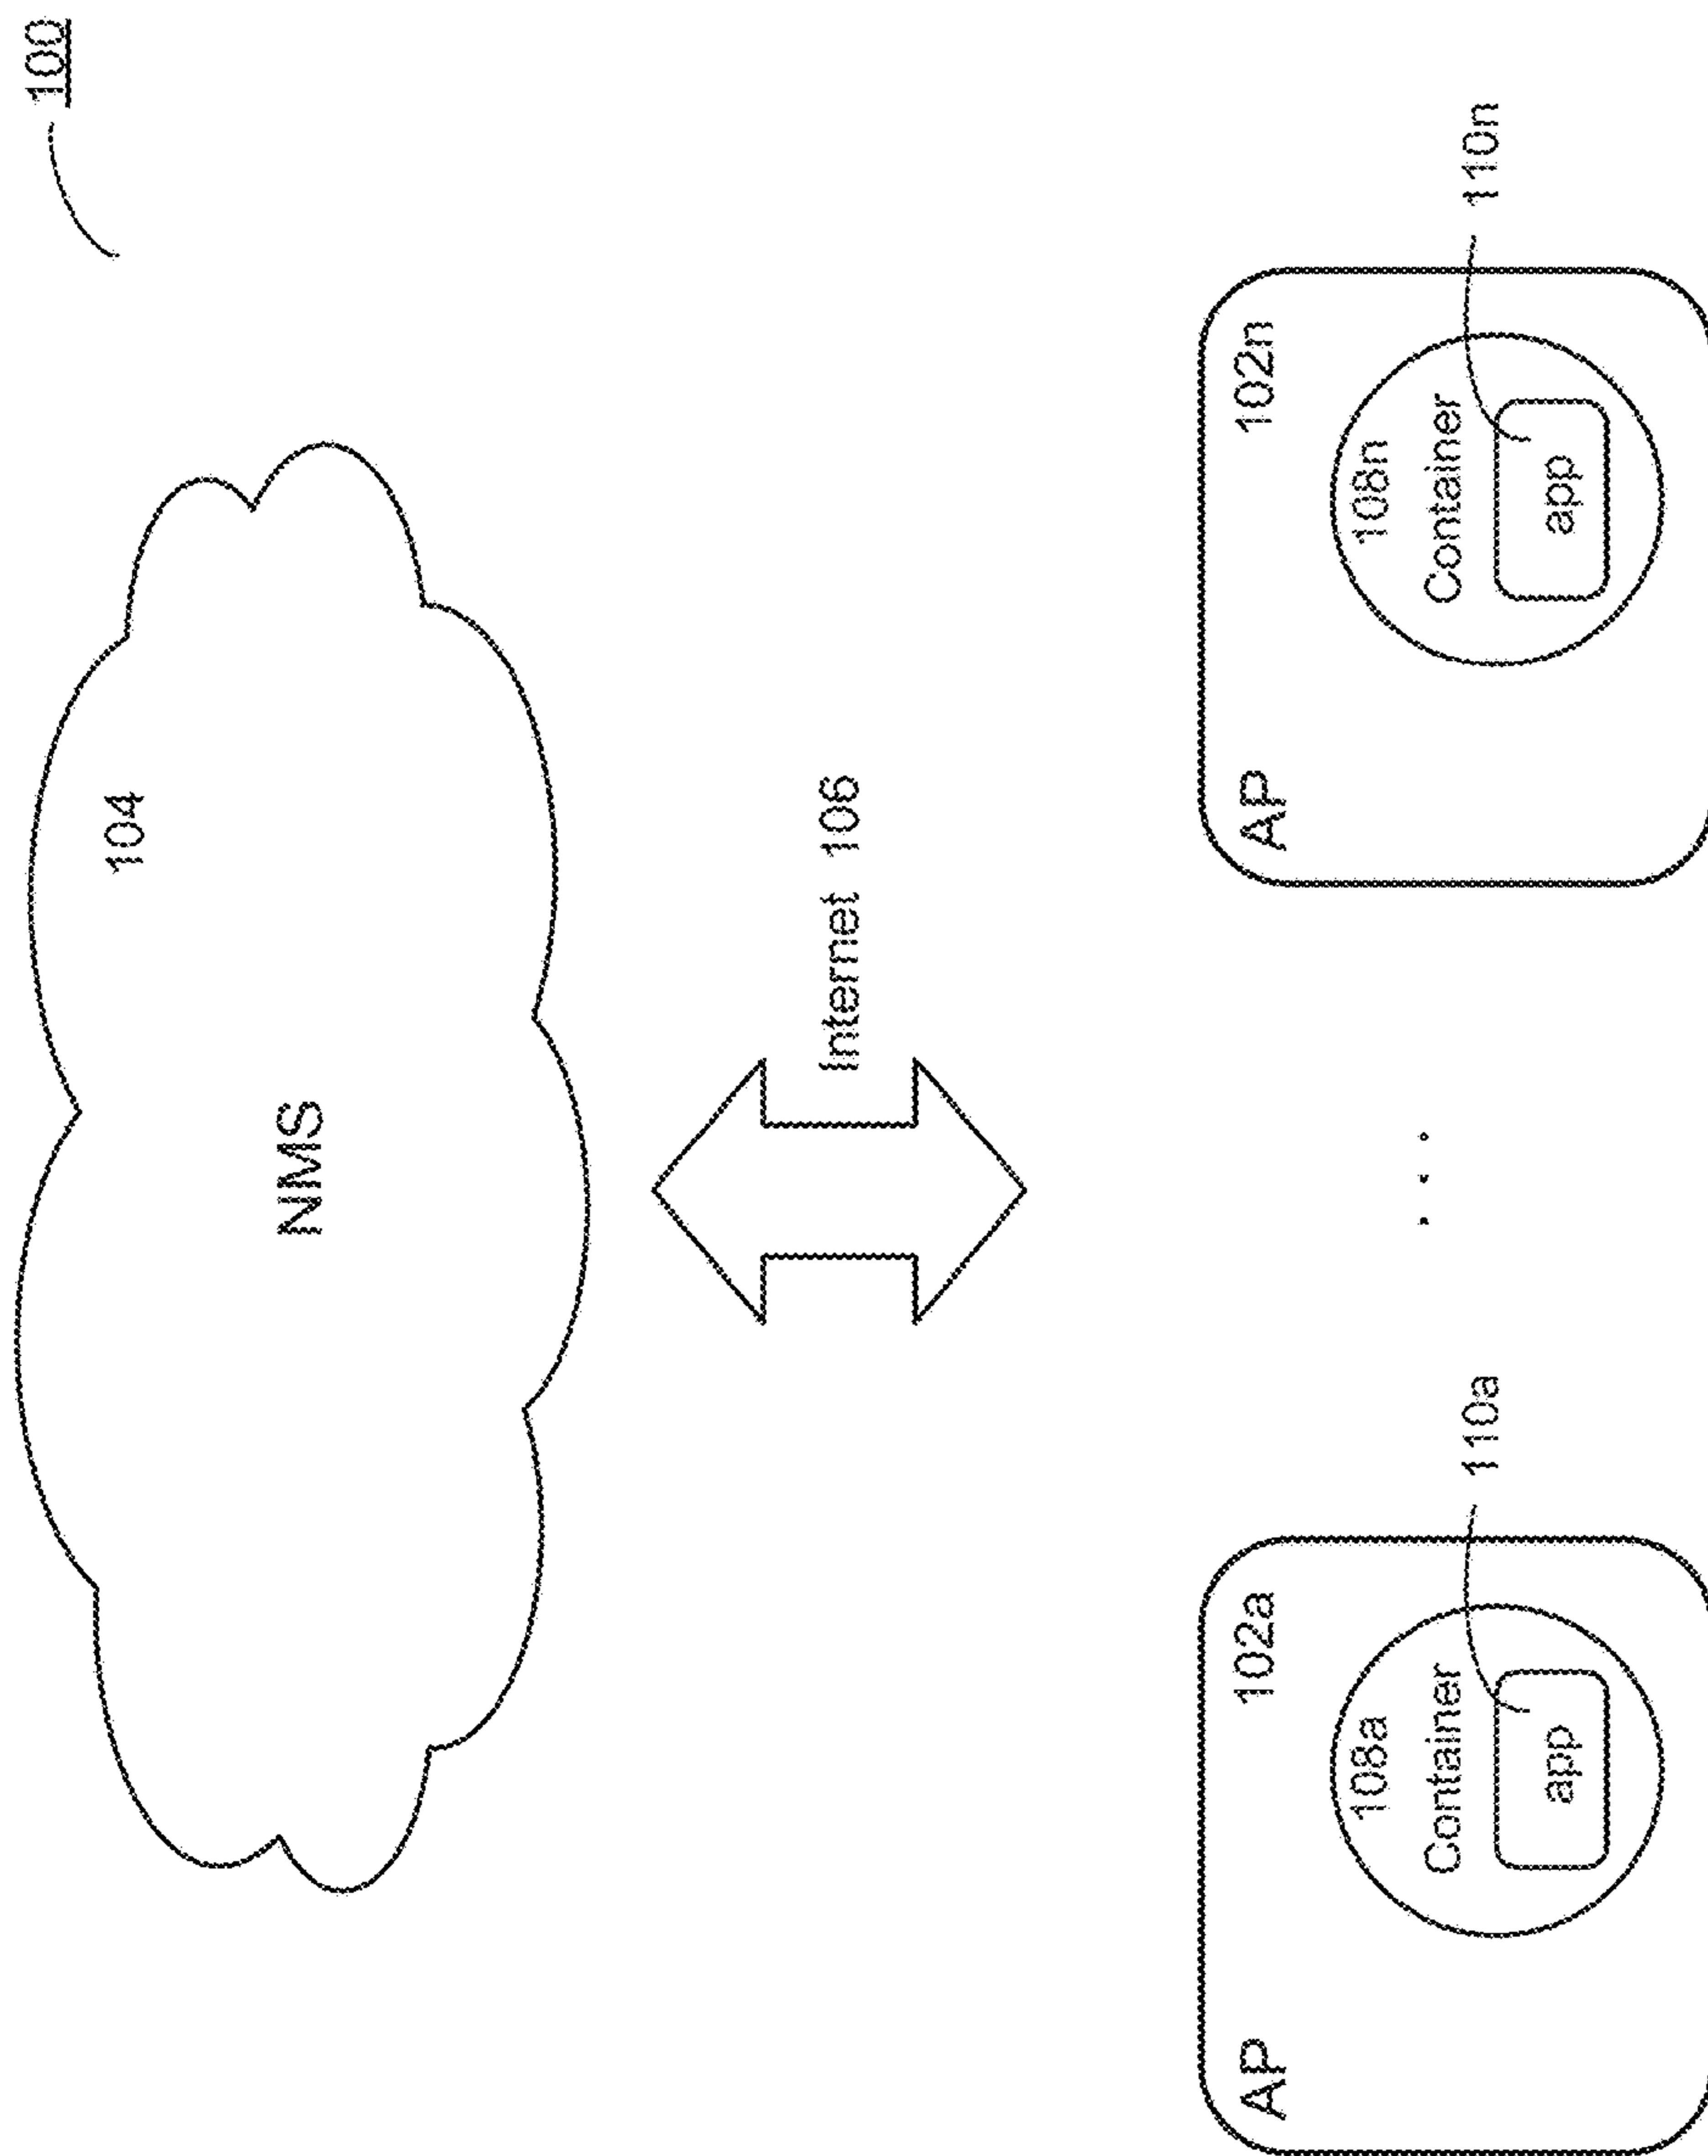 100
104
NMS
Internet 106
AP 102a
108a
Container
app
110a
. . .
AP 102n
108n
Container
app
110n